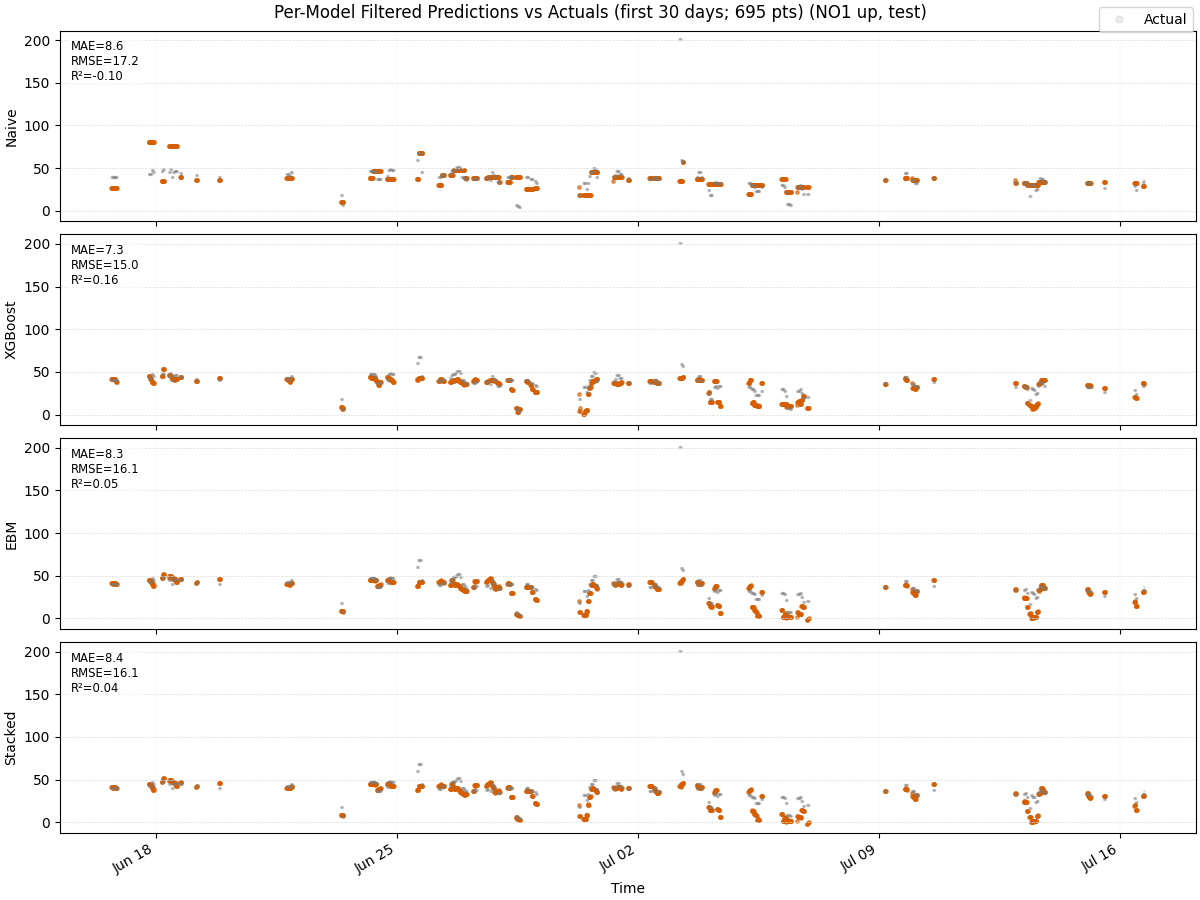 Per-Model Filtered Predictions vs Actuals (first 30 days; 695 pts) (NO1 up, test)
Actual
200
150
100
50
0
Naive
MAE=8.6
RMSE=17.2
R²=-0.10
200
150
100
50
0
XGBoost
MAE=7.3
RMSE=15.0
R²=0.16
200
150
100
50
0
EBM
MAE=8.3
RMSE=16.1
R²=0.05
200
150
100
50
0
Stacked
MAE=8.4
RMSE=16.1
R²=0.04
Jun 18
Jun 25
Jul 02
Jul 09
Jul 16
Time